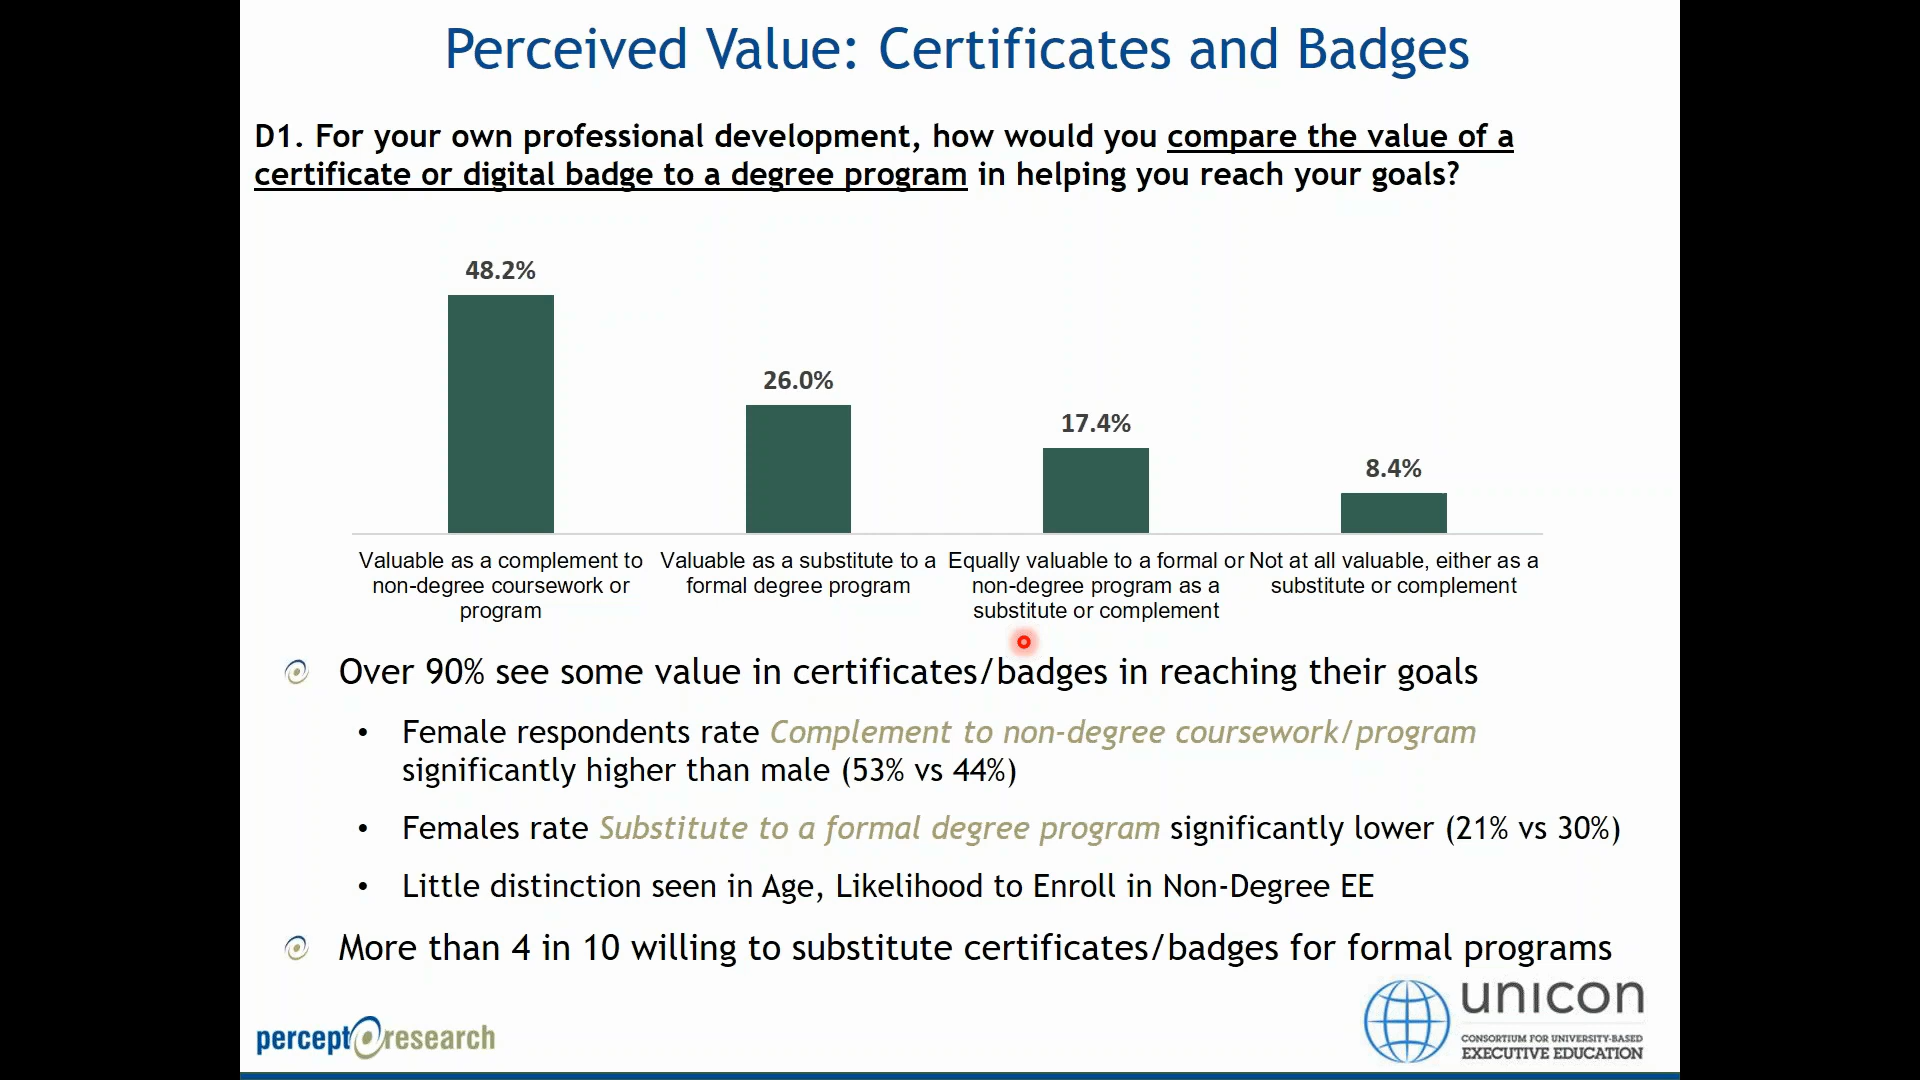 Perceived Value: Certificates and Badges
D1. For your own professional development, how would you compare the value of a
certificate or digital badge to a degree program in helping you reach your goals?
48.2%
26.0%
17.4%
8.4%
Valuable as a complement to
non-degree coursework or
program
Valuable as a substitute to a
formal degree program
Equally valuable to a formal or
non-degree program as a
substitute or complement
Not at all valuable, either as a
substitute or complement
Over 90% see some value in certificates/badges in reaching their goals
• Female respondents rate Complement to non-degree coursework/program
significantly higher than male (53% vs 44%)
• Females rate Substitute to a formal degree program significantly lower (21% vs 30%)
• Little distinction seen in Age, Likelihood to Enroll in Non-Degree EE
More than 4 in 10 willing to substitute certificates/badges for formal programs
percept research
unicon
CONSORTIUM FOR UNIVERSITY-BASED
EXECUTIVE EDUCATION